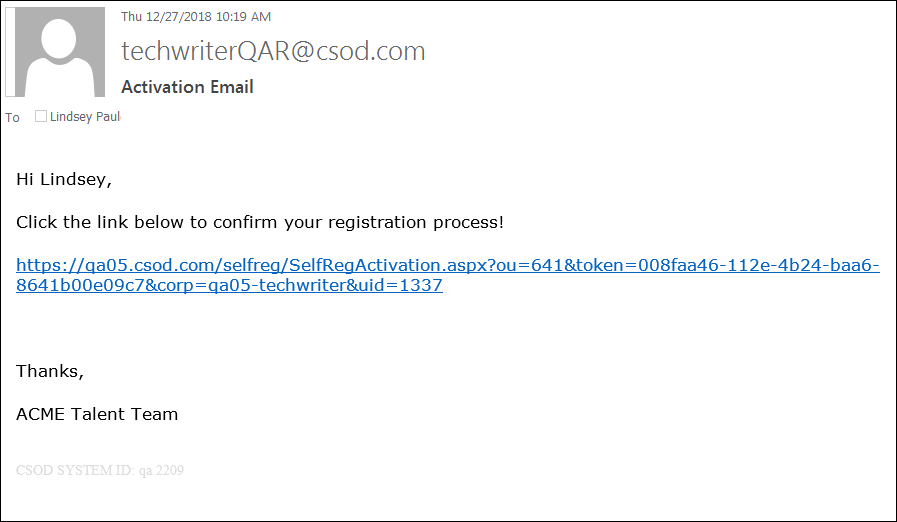 Thu 12/27/2018 10:19 AM
techwriterQAR@csod.com
Activation Email
To Lindsey Paul
Hi Lindsey,
Click the link below to confirm your registration process!
https://qa05.csod.com/selfreg/SelfRegActivation.aspx?ou=641&token=008faa46-112e-4b24-baa6-
8641b00e09c7&corp=qa05-techwriter&uid=1337
Thanks,
ACME Talent Team
CSOD SYSTEM ID: qa 2209